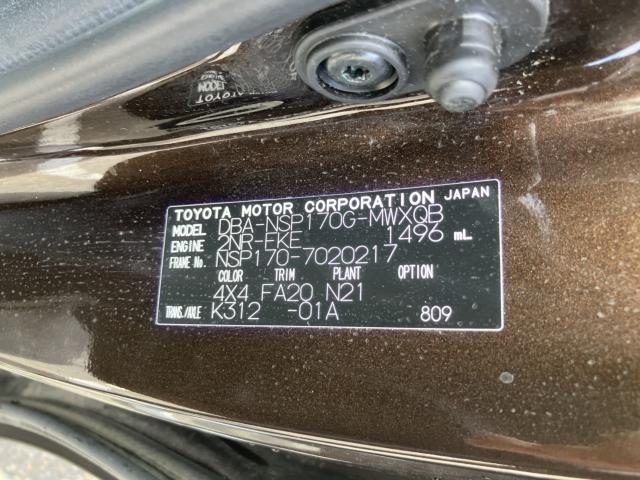 TOYOTA MOTOR CORPORATION JAPAN
MODEL DBA-NSP170G-MWXQB
ENGINE 2NR-FKE 1496 mL
FRAME No. NSP170-7020217
COLOR TRIM PLANT OPTION
4X4 FA20 N21
TRANS./AXLE K312 -01A 809